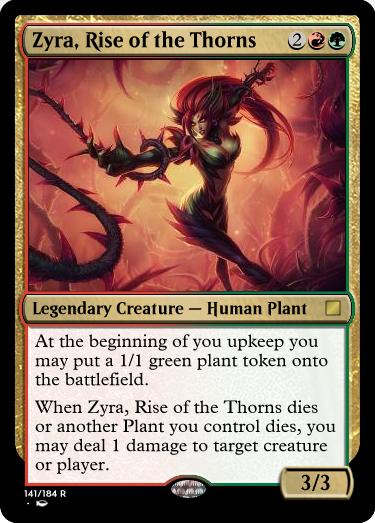 Zyra, Rise of the Thorns 2
Legendary Creature — Human Plant
At the beginning of you upkeep you
may put a 1/1 green plant token onto
the battlefield.
When Zyra, Rise of the Thorns dies
or another Plant you control dies, you
may deal 1 damage to target creature
or player.
3/3
141/184 R